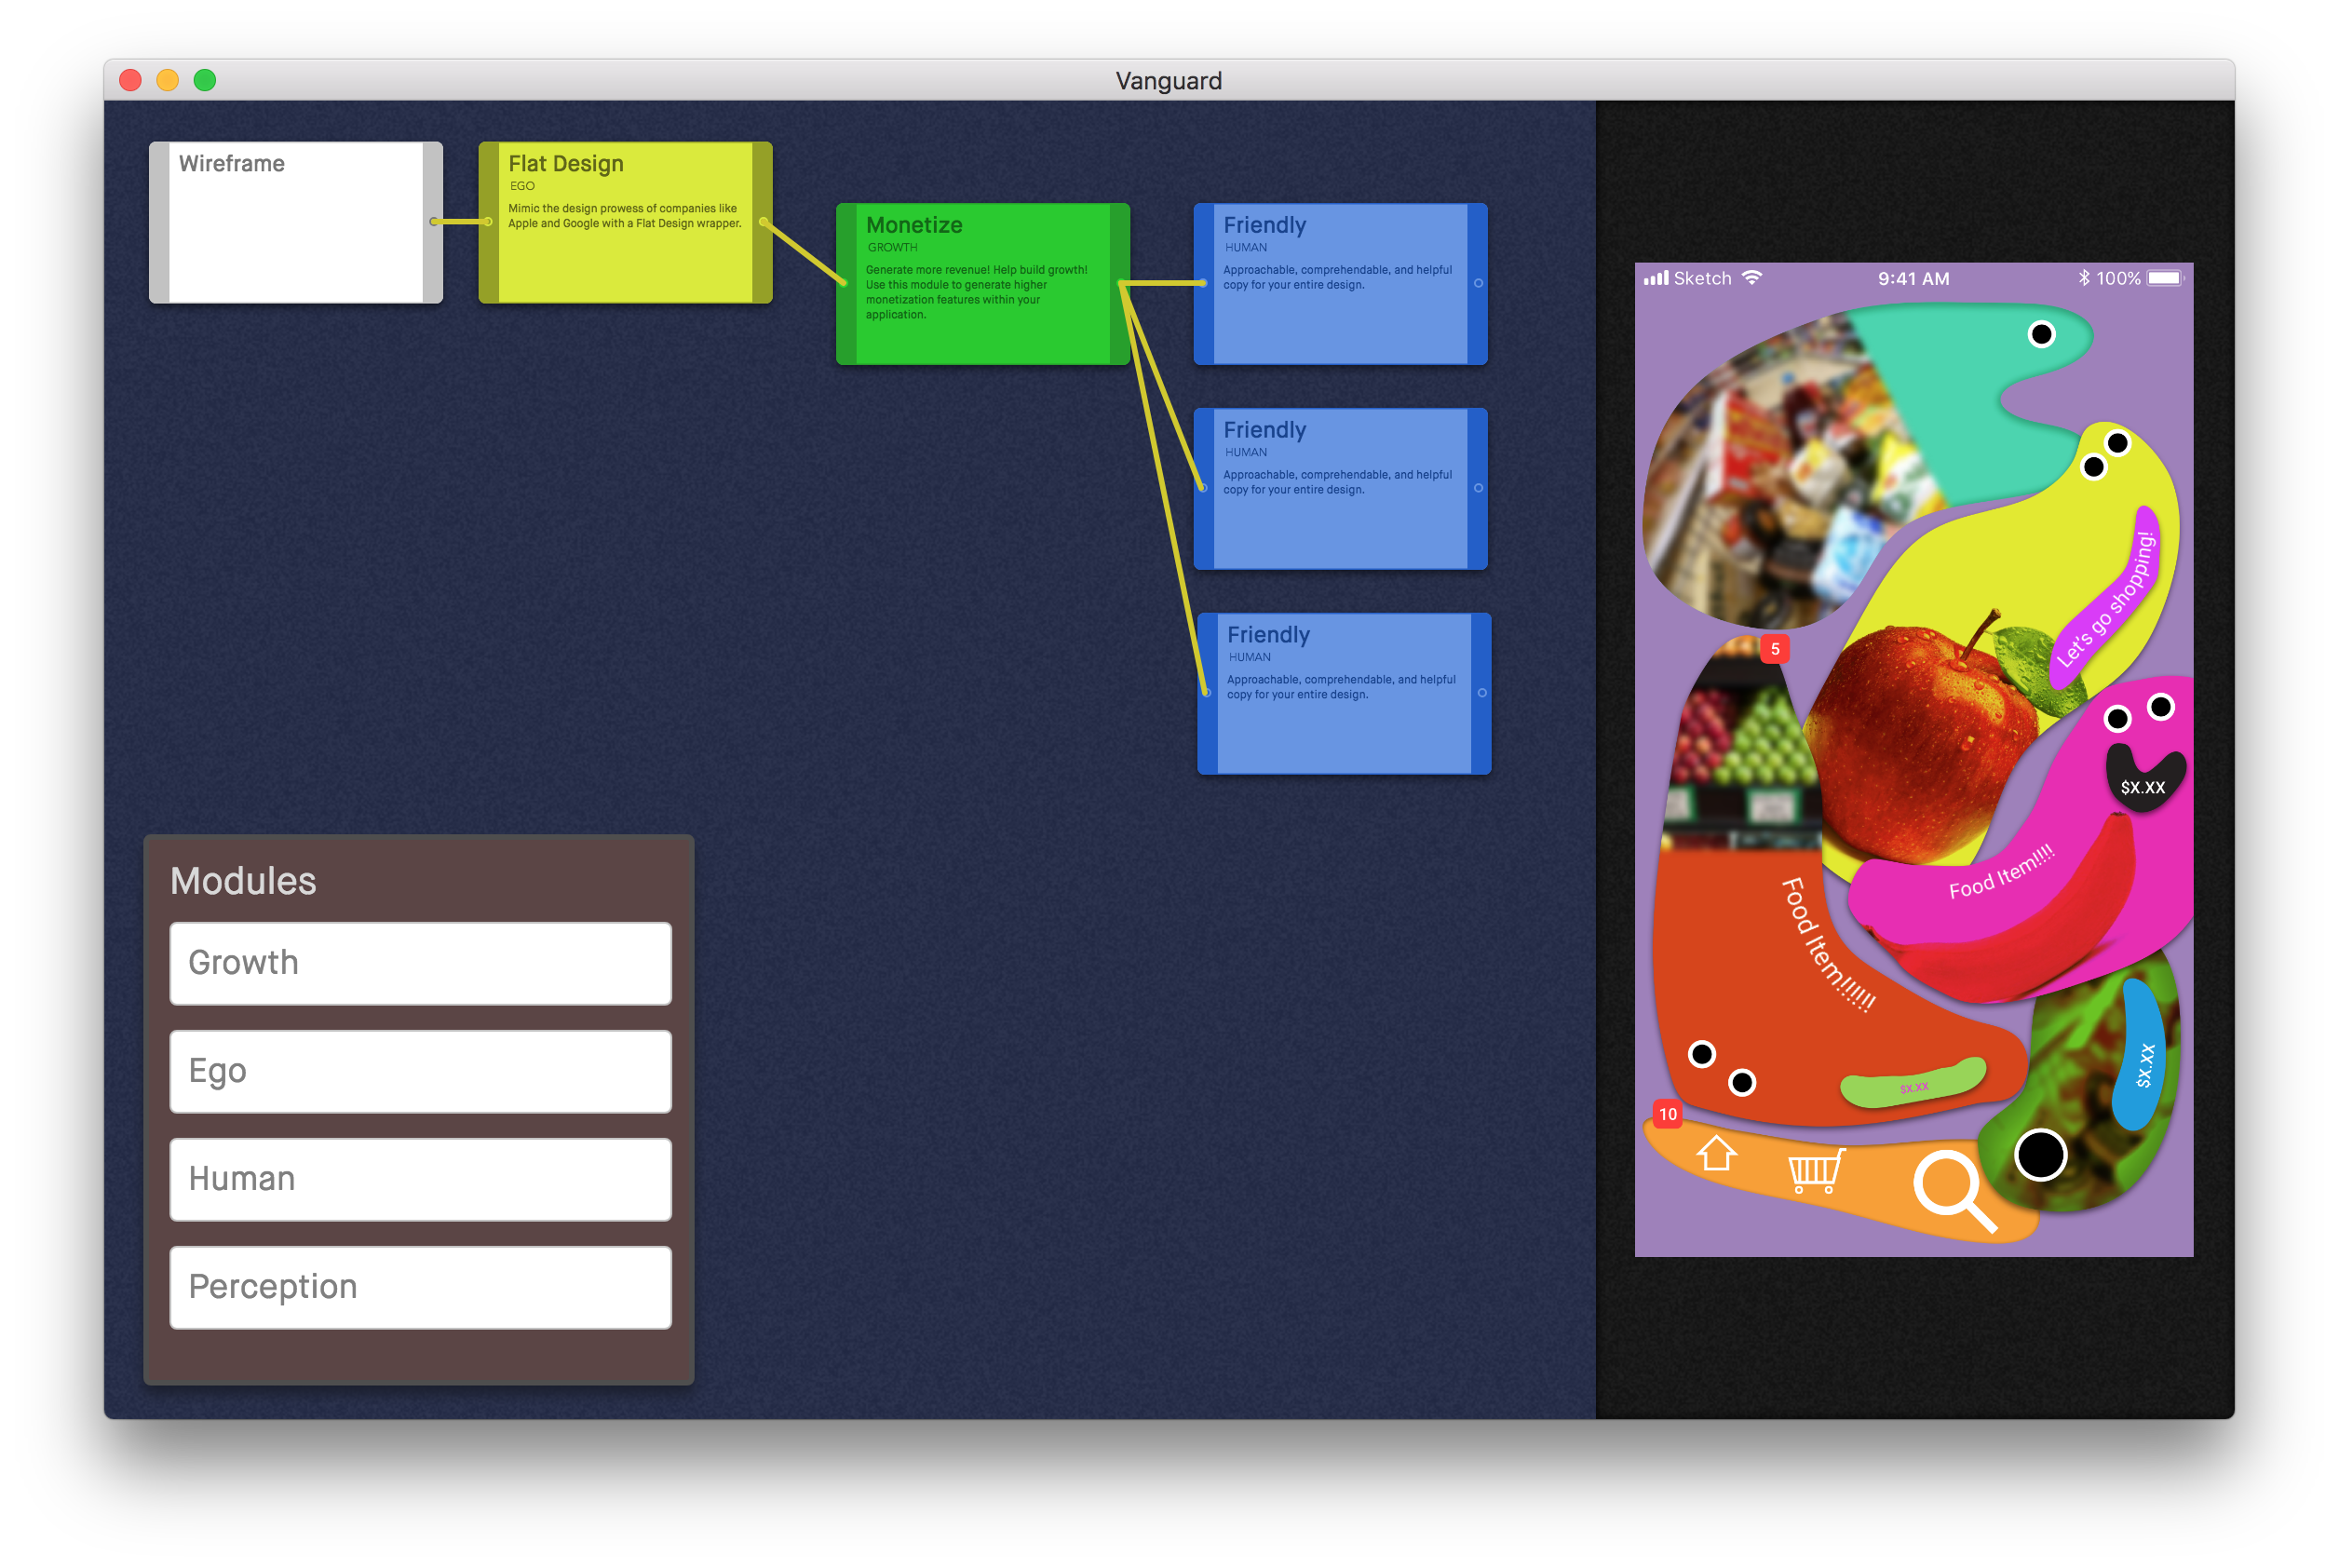 Vanguard
Wireframe
Flat Design
EGO
Mimic the design prowess of companies like
Apple and Google with a Flat Design wrapper.
Monetize
GROWTH
Generate more revenue! Help build growth!
Use this module to generate higher
monetization features within your
application.
Friendly
HUMAN
Approachable, comprehendable, and helpful
copy for your entire design.
Friendly
HUMAN
Approachable, comprehendable, and helpful
copy for your entire design.
Friendly
HUMAN
Approachable, comprehendable, and helpful
copy for your entire design.
Modules
Growth
Ego
Human
Perception
Sketch 9:41 AM 100%
Let's go shopping!
5
$X.XX
Food Item!!!!
Food Item!!!!!!!
$X.XX
$X.XX
10